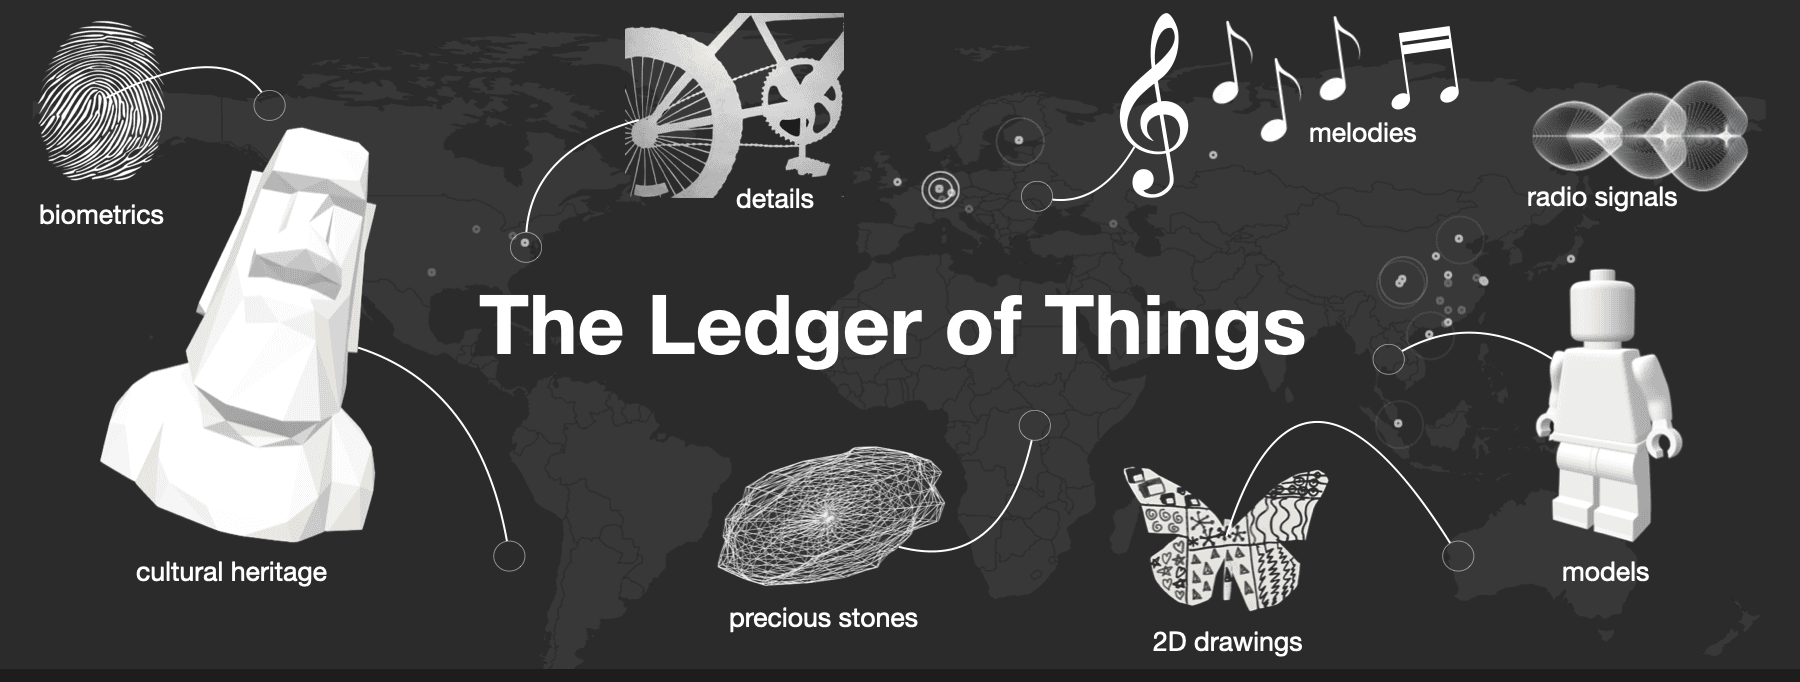 biometrics
details
melodies
radio signals
The Ledger of Things
cultural heritage
precious stones
2D drawings
models